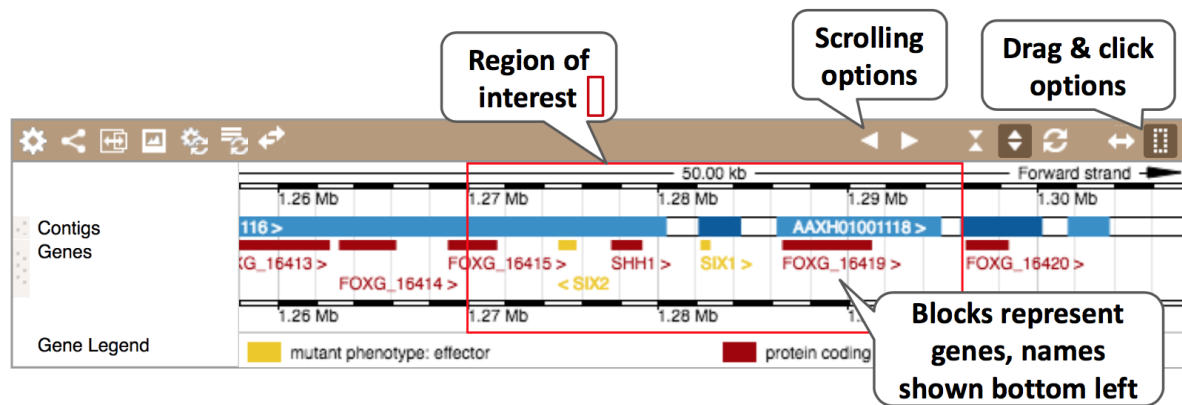 Region of
interest
Scrolling
options
Drag & click
options
50.00 kb
Forward strand
1.26 Mb 1.27 Mb 1.28 Mb 1.29 Mb 1.30 Mb
Contigs 116 > AAXH01001118 >
Genes
XG_16413 > FOXG_16415 > SHH1 > SIX1 > FOXG_16419 > FOXG_16420 >
FOXG_16414 > < SIX2
1.26 Mb 1.27 Mb 1.28 Mb 1.30 Mb
Gene Legend mutant phenotype: effector protein coding
Blocks represent
genes, names
shown bottom left